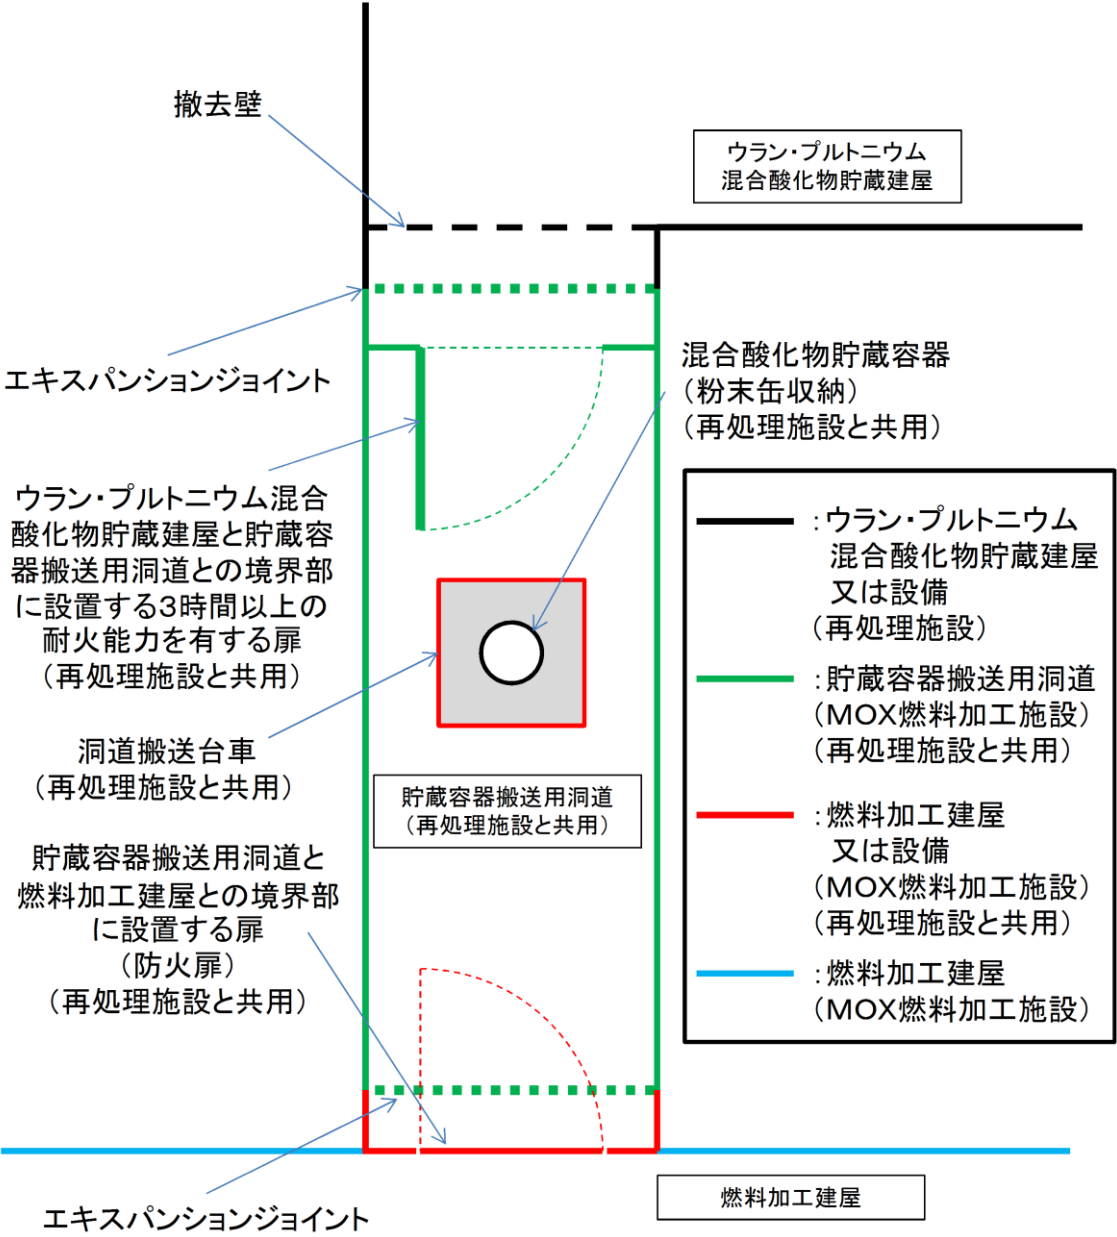 撤去壁
ウラン・プルトニウム
混合酸化物貯蔵建屋
エキスパンションジョイント
混合酸化物貯蔵容器
（粉末缶収納）
（再処理施設と共用）
ウラン・プルトニウム混合
酸化物貯蔵建屋と貯蔵容
器搬送用洞道との境界部
に設置する3時間以上の
耐火能力を有する扉
（再処理施設と共用）
洞道搬送台車
（再処理施設と共用）
貯蔵容器搬送用洞道
（再処理施設と共用）
貯蔵容器搬送用洞道と
燃料加工建屋との境界部
に設置する扉
（防火扉）
（再処理施設と共用）
：ウラン・プルトニウム
混合酸化物貯蔵建屋
又は設備
（再処理施設）
：貯蔵容器搬送用洞道
（MOX燃料加工施設）
（再処理施設と共用）
：燃料加工建屋
又は設備
（MOX燃料加工施設）
（再処理施設と共用）
：燃料加工建屋
（MOX燃料加工施設）
エキスパンションジョイント
燃料加工建屋